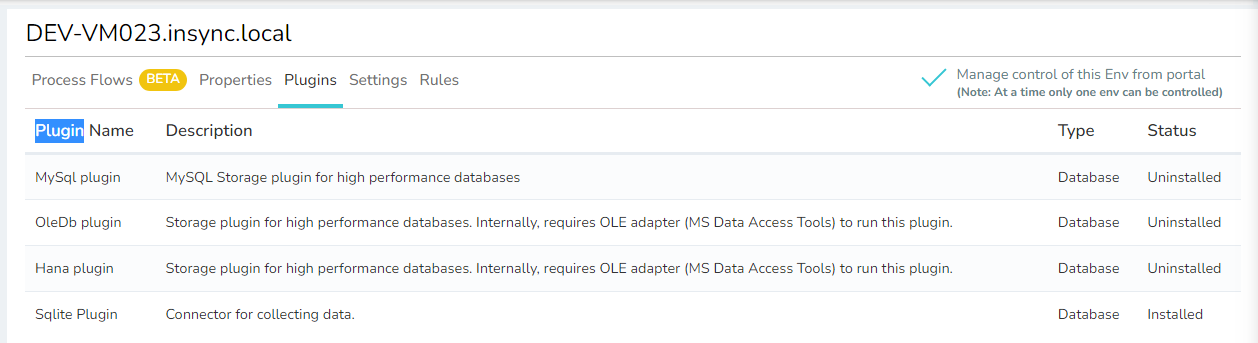 DEV-VM023.insync.local
Process Flows BETA Properties Plugins Settings Rules
Manage control of this Env from portal
(Note: At a time only one env can be controlled)
Plugin Name Description Type Status
MySql plugin MySQL Storage plugin for high performance databases Database Uninstalled
OleDb plugin Storage plugin for high performance databases. Internally, requires OLE adapter (MS Data Access Tools) to run this plugin. Database Uninstalled
Hana plugin Storage plugin for high performance databases. Internally, requires OLE adapter (MS Data Access Tools) to run this plugin. Database Uninstalled
Sqlite Plugin Connector for collecting data. Database Installed